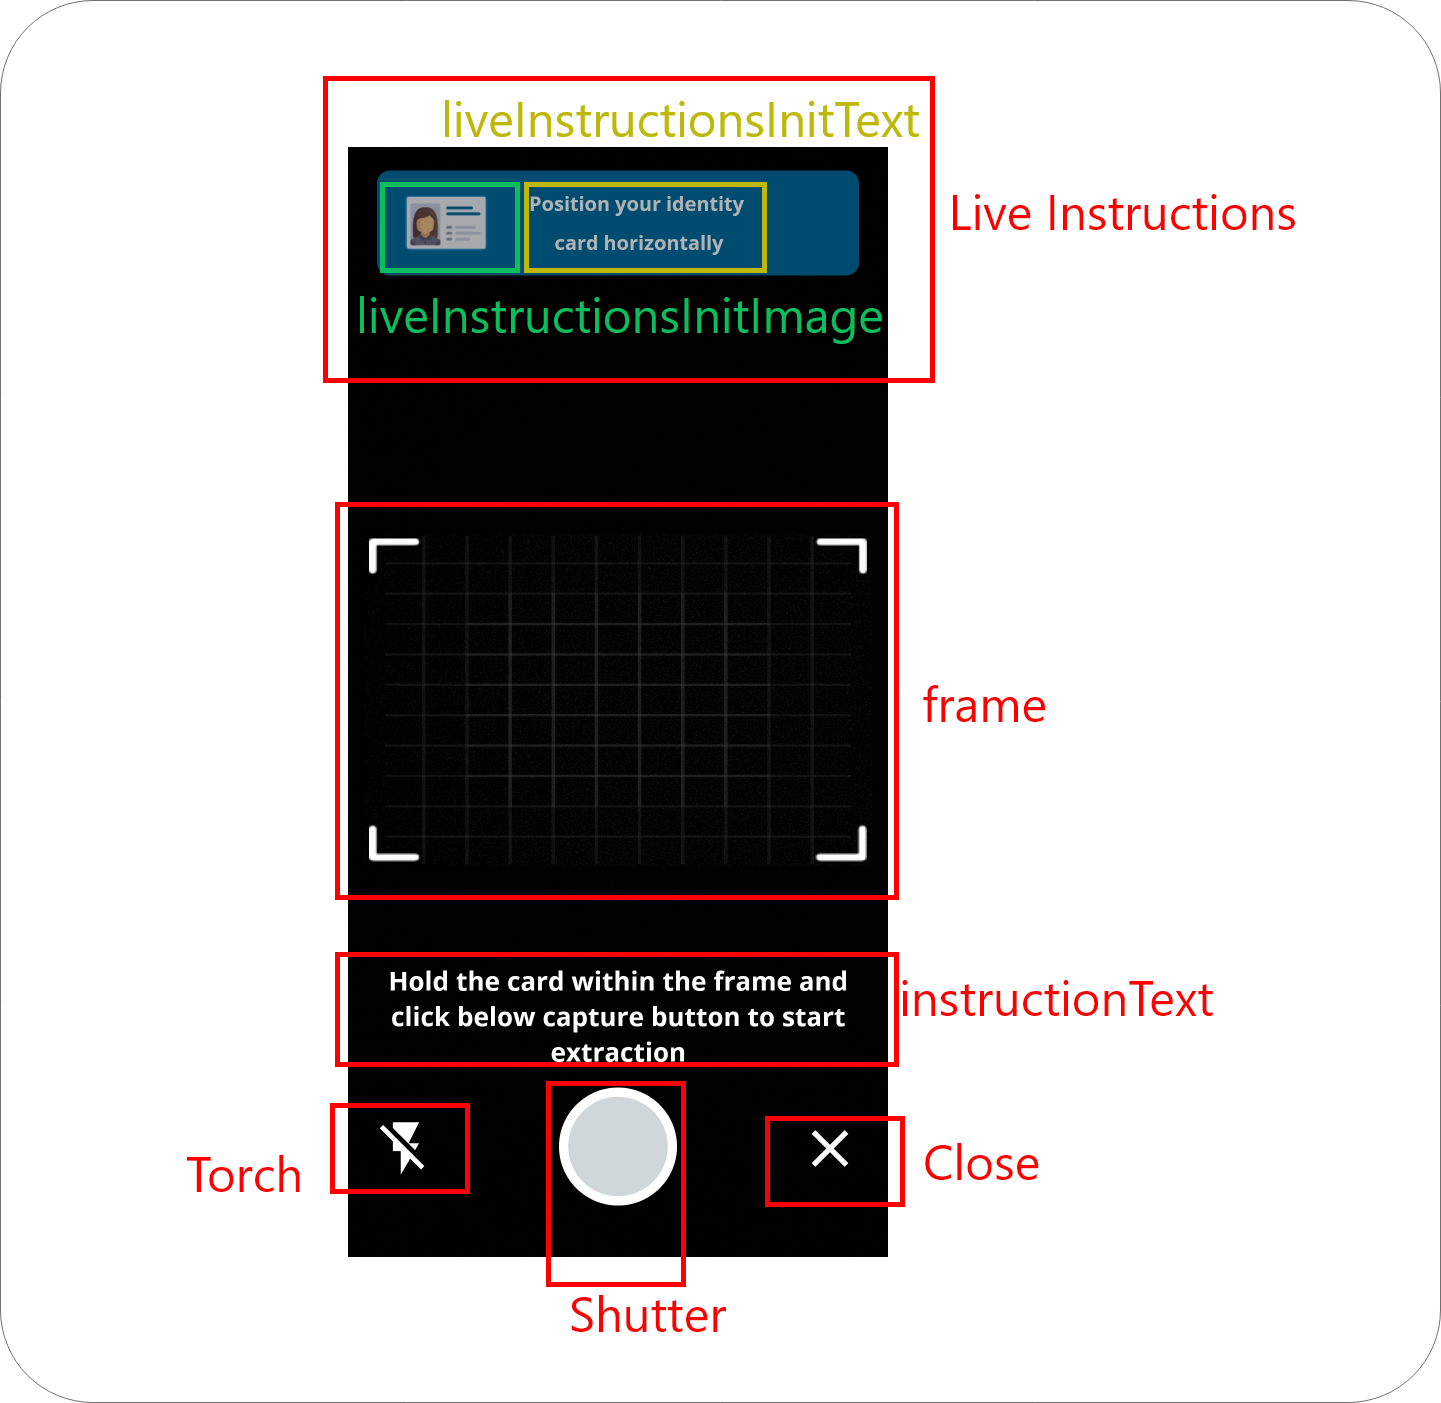 liveInstructionsInitText
Position your identity
card horizontally
Live Instructions
liveInstructionsInitImage
frame
Hold the card within the frame and
click below capture button to start
extraction
instructionText
Torch
Close
Shutter